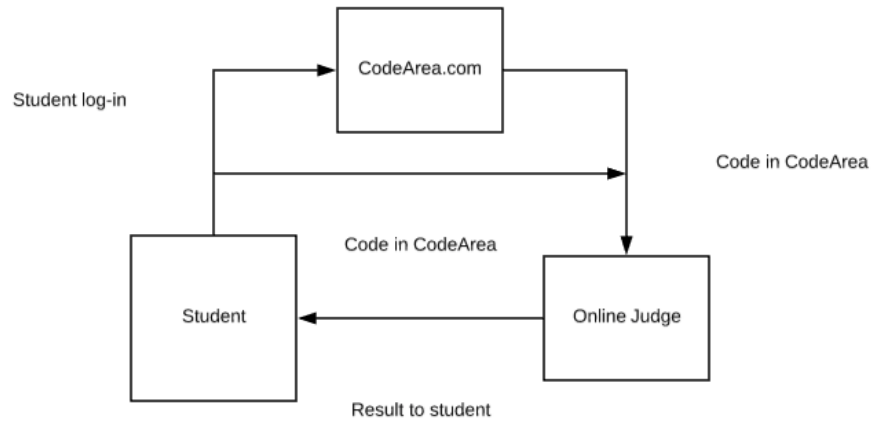 CodeArea.com
Student log-in
Code in CodeArea
Code in CodeArea
Student
Online Judge
Result to student